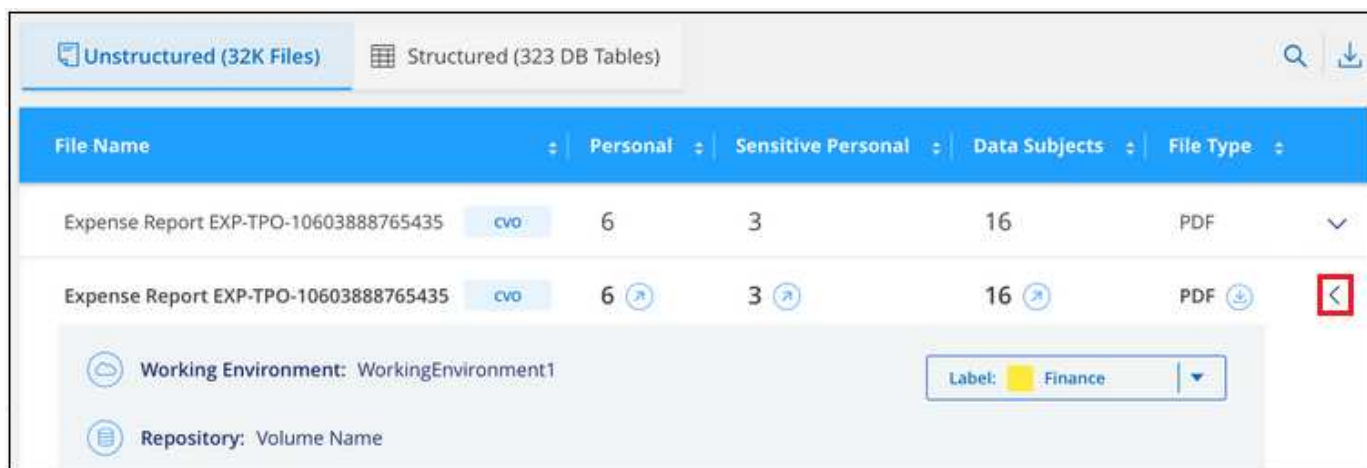 Unstructured (32K Files) Structured (323 DB Tables)
File Name Personal Sensitive Personal Data Subjects File Type
Expense Report EXP-TPO-10603888765435 CVO 6 3 16 PDF
Expense Report EXP-TPO-10603888765435 CVO 6 3 16 PDF
Working Environment: WorkingEnvironment1 Label: Finance
Repository: Volume Name